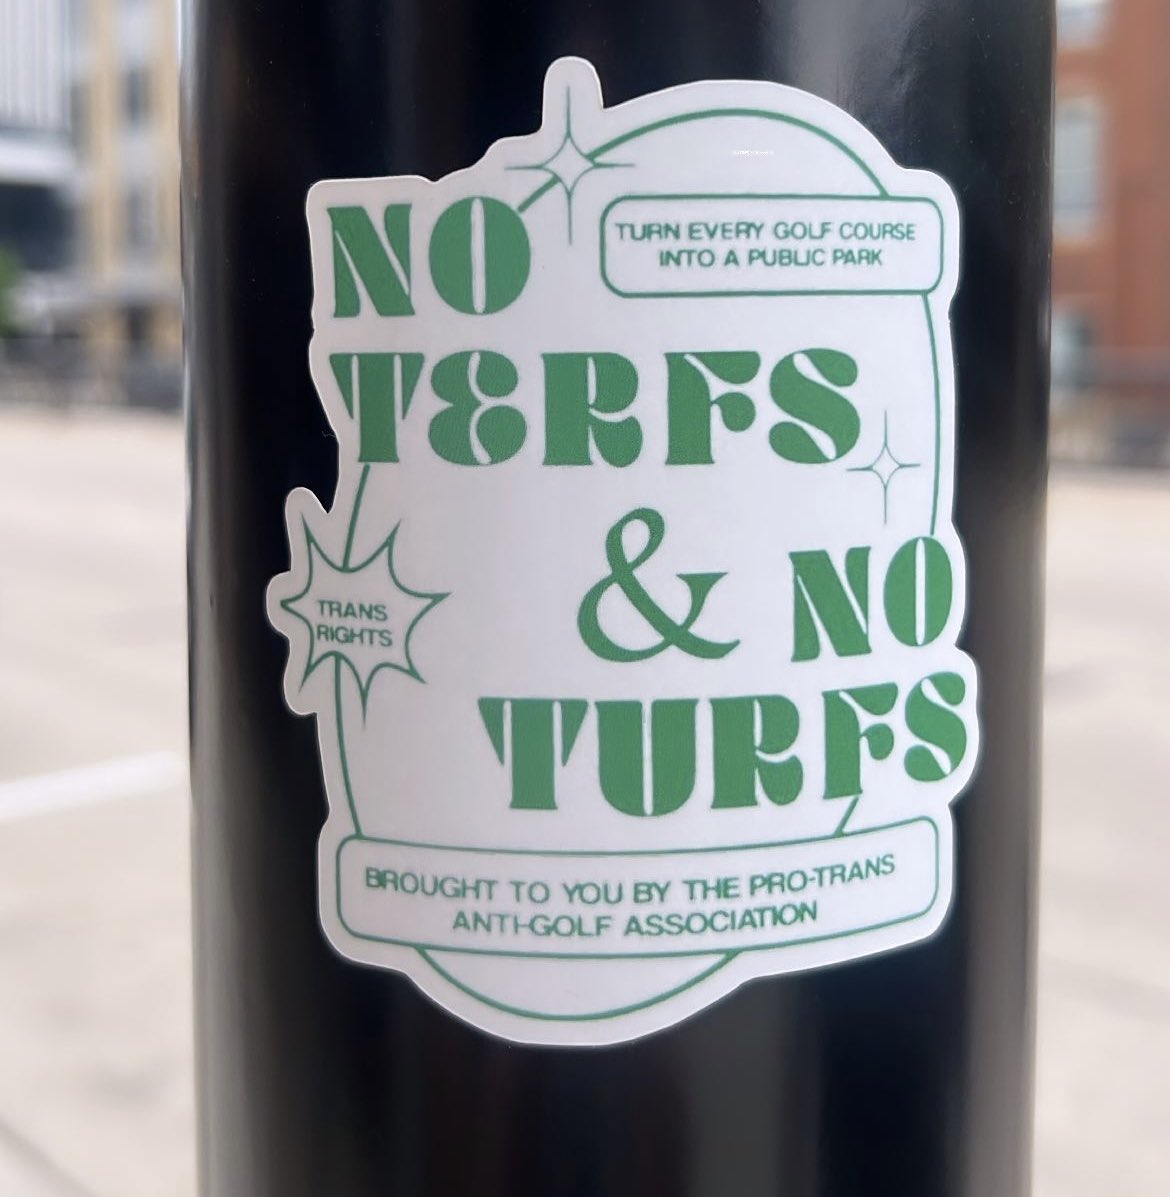 NO
TURN EVERY GOLF COURSE
INTO A PUBLIC PARK
TERFS
& NO
TRANS
RIGHTS
TURFS
BROUGHT TO YOU BY THE PRO-TRANS
ANTI-GOLF ASSOCIATION